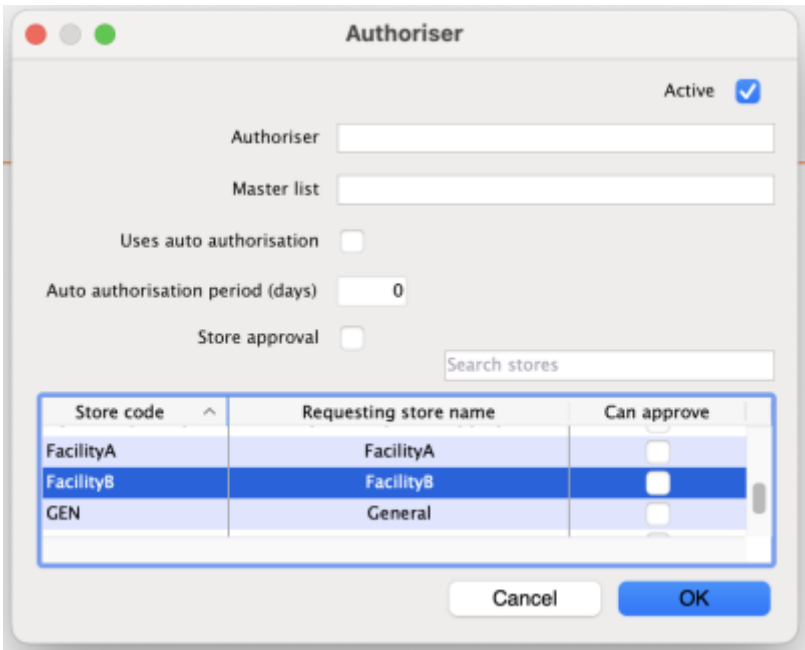 Authoriser
Active
Authoriser
Master list
Uses auto authorisation
Auto authorisation period (days) 0
Store approval
Search stores
Store code Requesting store name Can approve
FacilityA FacilityA
FacilityB FacilityB
GEN General
Cancel OK